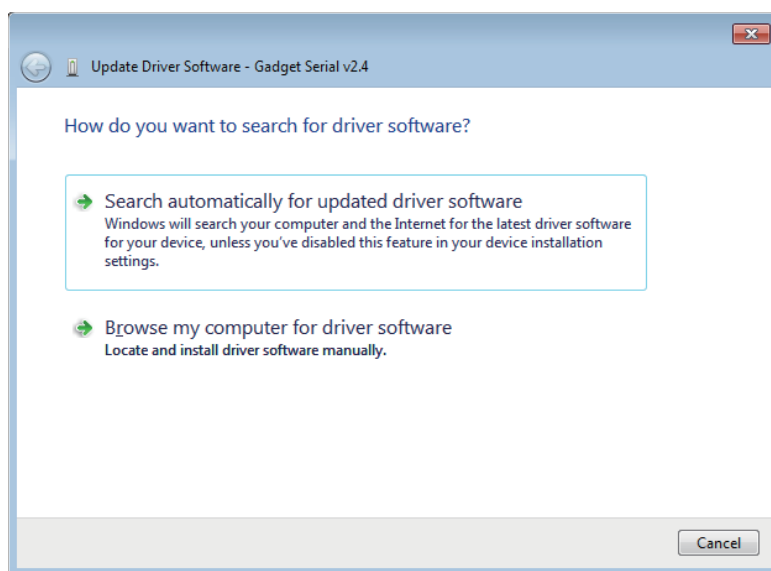 Update Driver Software - Gadget Serial v2.4
How do you want to search for driver software?
Search automatically for updated driver software
Windows will search your computer and the Internet for the latest driver software
for your device, unless you've disabled this feature in your device installation
settings.
Browse my computer for driver software
Locate and install driver software manually.
Cancel